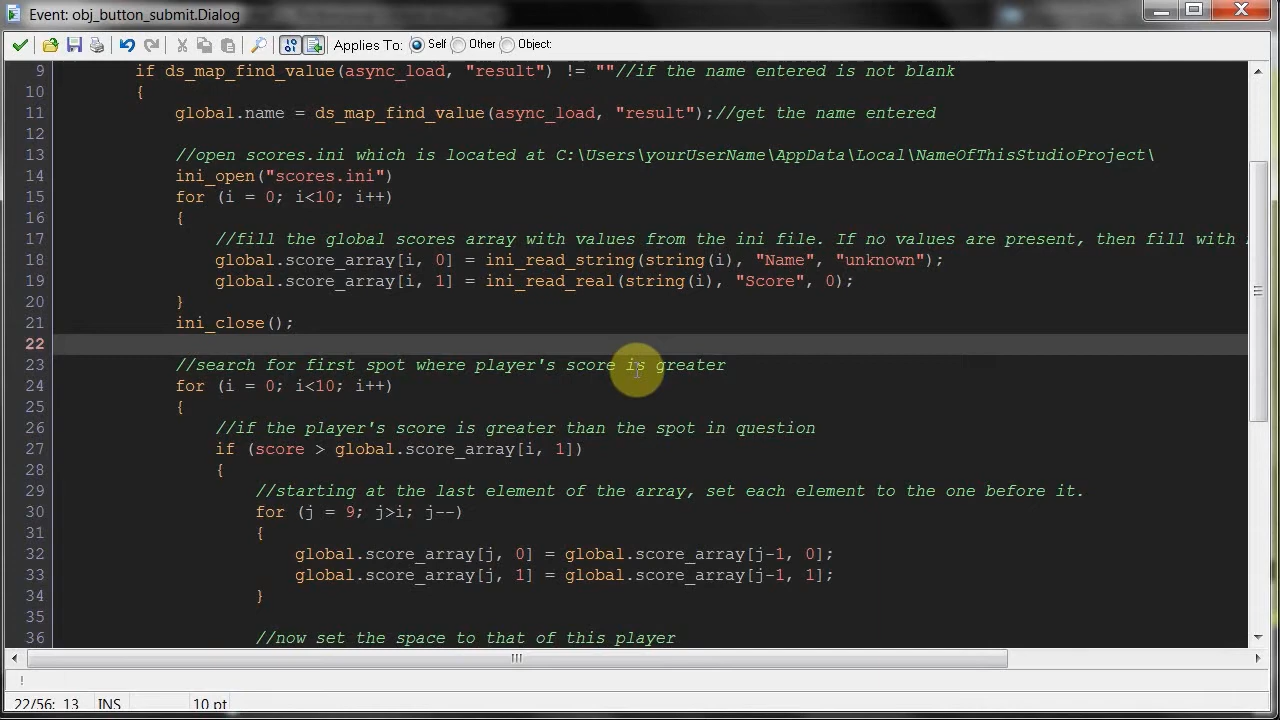 Event: obj_button_submit.Dialog
Applies To: Self Other Object:
9 if ds_map_find_value(async_load, "result") != ""//if the name entered is not blank
10 {
11 global.name = ds_map_find_value(async_load, "result");//get the name entered
12
13 //open scores.ini which is located at C:\Users\yourUserName\AppData\Local\NameOfThisStudioProject\
14 ini_open("scores.ini")
15 for (i = 0; i<10; i++)
16 {
17 //fill the global scores array with values from the ini file. If no values are present, then fill with
18 global.score_array[i, 0] = ini_read_string(string(i), "Name", "unknown");
19 global.score_array[i, 1] = ini_read_real(string(i), "Score", 0);
20 }
21 ini_close();
22
23 //search for first spot where player's score is greater
24 for (i = 0; i<10; i++)
25 {
26 //if the player's score is greater than the spot in question
27 if (score > global.score_array[i, 1])
28 {
29 //starting at the last element of the array, set each element to the one before it.
30 for (j = 9; j>i; j--)
31 {
32 global.score_array[j, 0] = global.score_array[j-1, 0];
33 global.score_array[j, 1] = global.score_array[j-1, 1];
34 }
35
36 //now set the space to that of this player
!
22/56: 13 INS 10 pt